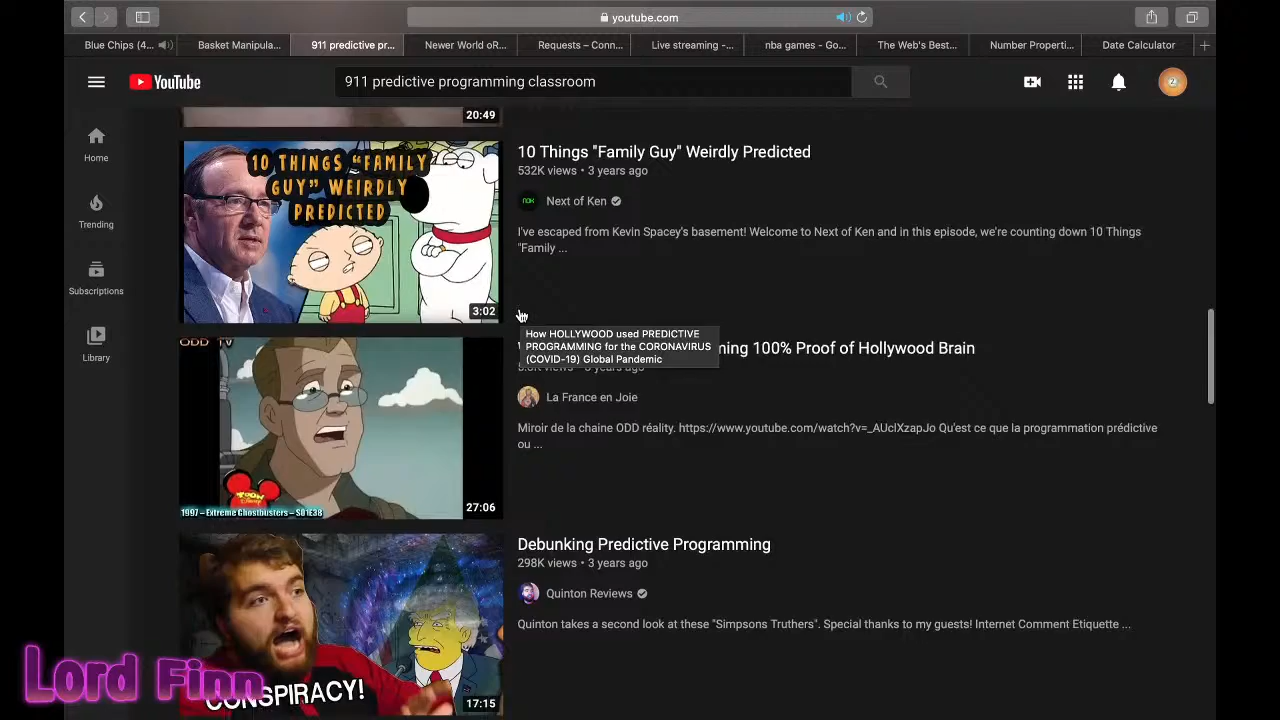 youtube.com
Blue Chips (4...
Basket Manipula...
911 predictive pr...
Newer World oR...
Requests – Conn...
Live streaming -...
nba games - Go...
The Web's Best...
Number Properti...
Date Calculator
YouTube
911 predictive programming classroom
Z
Home
Trending
Subscriptions
Library
20:49
10 THINGS "FAMILY
GUY" WEIRDLY
PREDICTED
3:02
10 Things "Family Guy" Weirdly Predicted
532K views • 3 years ago
Next of Ken
I've escaped from Kevin Spacey's basement! Welcome to Next of Ken and in this episode, we're counting down 10 Things
"Family ...
How HOLLYWOOD used PREDICTIVE
PROGRAMMING for the CORONAVIRUS
(COVID-19) Global Pandemic
ming 100% Proof of Hollywood Brain
views • 3 years ago
La France en Joie
Miroir de la chaine ODD réality. https://www.youtube.com/watch?v=_AUclXzapJo Qu'est ce que la programmation prédictive
ou ...
ODD TV
TOON
DISNEY
1997 – Extreme Ghostbusters – S01E38
27:06
Debunking Predictive Programming
298K views • 3 years ago
Quinton Reviews
Quinton takes a second look at these "Simpsons Truthers". Special thanks to my guests! Internet Comment Etiquette ...
CONSPIRACY!
17:15
Lord Finn